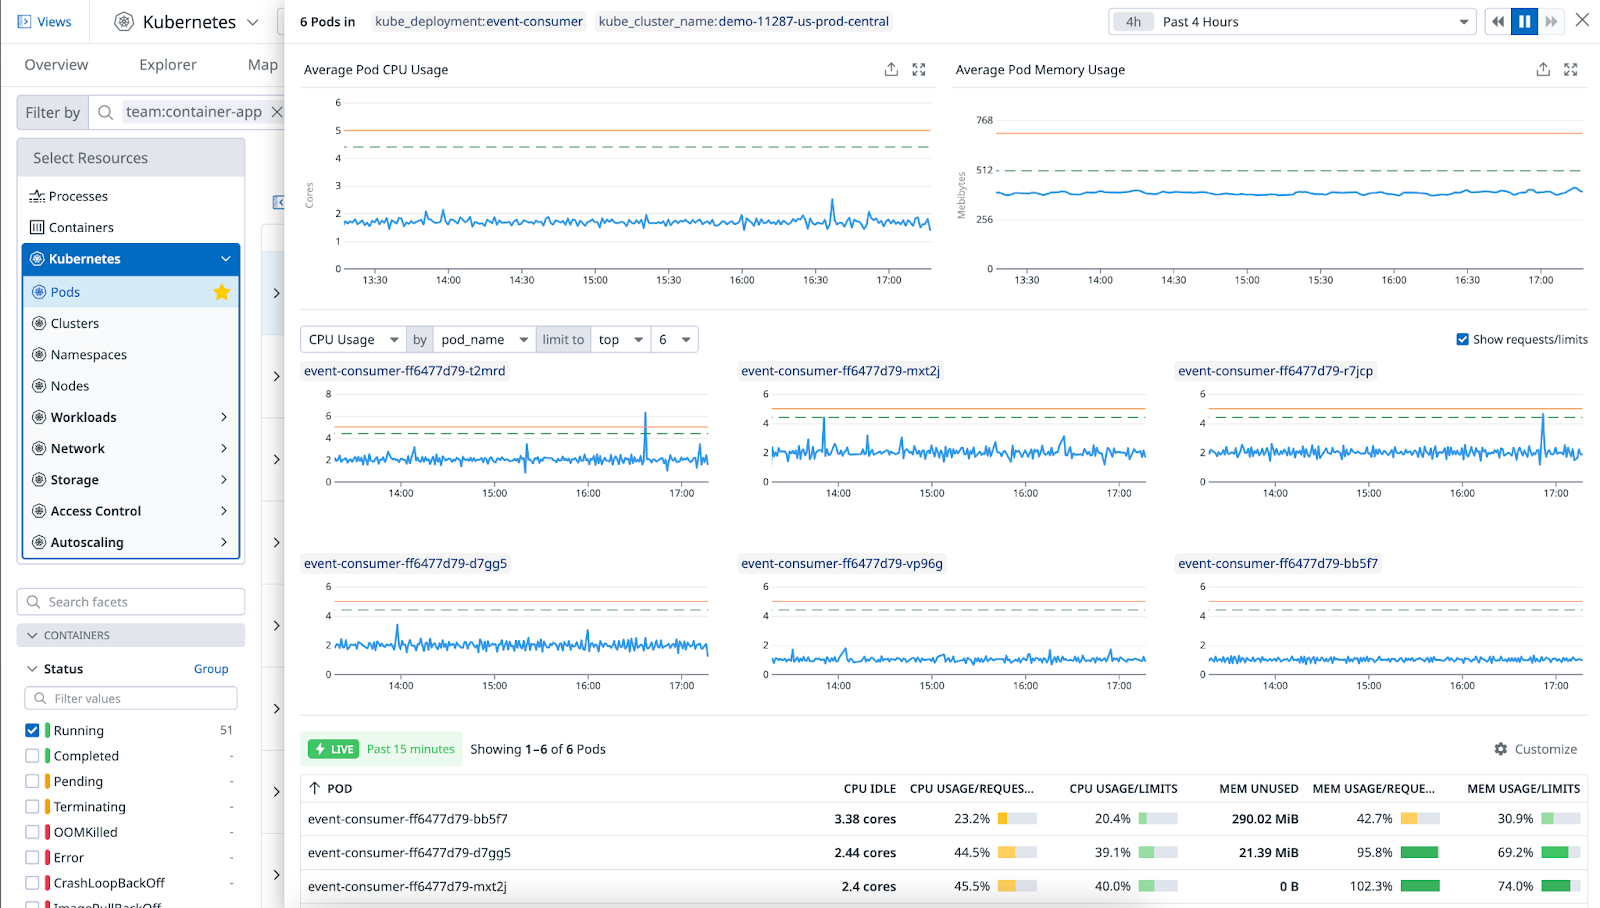 Views
Kubernetes
Overview
Explorer
Map
Filter by
team:container-app
Select Resources
Processes
Containers
Kubernetes
Pods
Clusters
Namespaces
Nodes
Workloads
Network
Storage
Access Control
Autoscaling
Search facets
CONTAINERS
Status
Group
Filter values
Running 51
Completed -
Pending -
Terminating -
OOMKilled -
Error -
CrashLoopBackOff -
ImagePullBackOff
6 Pods in kube_deployment:event-consumer kube_cluster_name:demo-11287-us-prod-central
4h Past 4 Hours
Average Pod CPU Usage
6
5
4
3
2
1
0
Cores
13:30 14:00 14:30 15:00 15:30 16:00 16:30 17:00
Average Pod Memory Usage
768
512
256
0
Mebibytes
13:30 14:00 14:30 15:00 15:30 16:00 16:30 17:00
CPU Usage by pod_name limit to top 6
Show requests/limits
event-consumer-ff6477d79-t2mrd
8
6
4
2
0
14:00 15:00 16:00 17:00
event-consumer-ff6477d79-mxt2j
6
4
2
0
14:00 15:00 16:00 17:00
event-consumer-ff6477d79-r7jcp
6
4
2
0
14:00 15:00 16:00 17:00
event-consumer-ff6477d79-d7gg5
6
4
2
0
14:00 15:00 16:00 17:00
event-consumer-ff6477d79-vp96g
6
4
2
0
14:00 15:00 16:00 17:00
event-consumer-ff6477d79-bb5f7
6
4
2
0
14:00 15:00 16:00 17:00
LIVE Past 15 minutes Showing 1–6 of 6 Pods
Customize
POD CPU IDLE CPU USAGE/REQUES... CPU USAGE/LIMITS MEM UNUSED MEM USAGE/REQUE... MEM USAGE/LIMITS
event-consumer-ff6477d79-bb5f7 3.38 cores 23.2% 20.4% 290.02 MiB 42.7% 30.9%
event-consumer-ff6477d79-d7gg5 2.44 cores 44.5% 39.1% 21.39 MiB 95.8% 69.2%
event-consumer-ff6477d79-mxt2j 2.4 cores 45.5% 40.0% 0 B 102.3% 74.0%